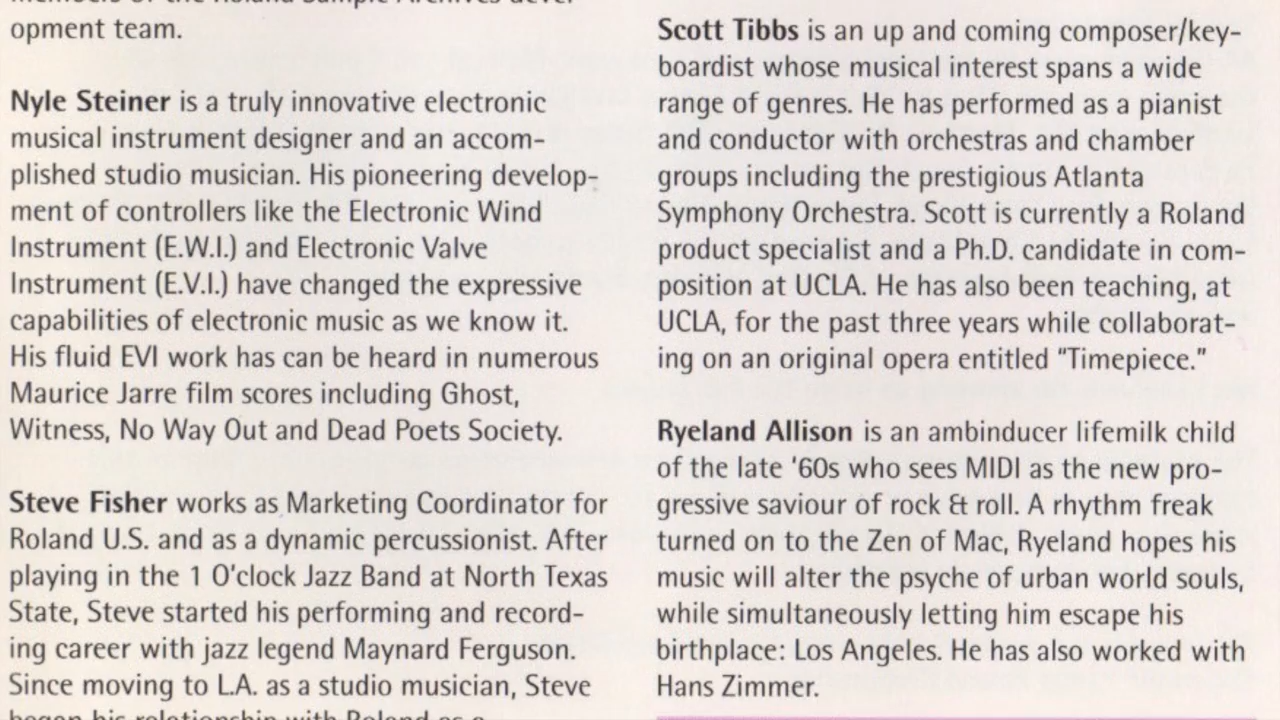 opment team.
Nyle Steiner is a truly innovative electronic
musical instrument designer and an accom-
plished studio musician. His pioneering develop-
ment of controllers like the Electronic Wind
Instrument (E.W.I.) and Electronic Valve
Instrument (E.V.I.) have changed the expressive
capabilities of electronic music as we know it.
His fluid EVI work has can be heard in numerous
Maurice Jarre film scores including Ghost,
Witness, No Way Out and Dead Poets Society.
Steve Fisher works as Marketing Coordinator for
Roland U.S. and as a dynamic percussionist. After
playing in the 1 O'clock Jazz Band at North Texas
State, Steve started his performing and record-
ing career with jazz legend Maynard Ferguson.
Since moving to L.A. as a studio musician, Steve
began his relationship with Roland as a
Scott Tibbs is an up and coming composer/key-
boardist whose musical interest spans a wide
range of genres. He has performed as a pianist
and conductor with orchestras and chamber
groups including the prestigious Atlanta
Symphony Orchestra. Scott is currently a Roland
product specialist and a Ph.D. candidate in com-
position at UCLA. He has also been teaching, at
UCLA, for the past three years while collaborat-
ing on an original opera entitled "Timepiece."
Ryeland Allison is an ambinducer lifemilk child
of the late '60s who sees MIDI as the new pro-
gressive saviour of rock & roll. A rhythm freak
turned on to the Zen of Mac, Ryeland hopes his
music will alter the psyche of urban world souls,
while simultaneously letting him escape his
birthplace: Los Angeles. He has also worked with
Hans Zimmer.